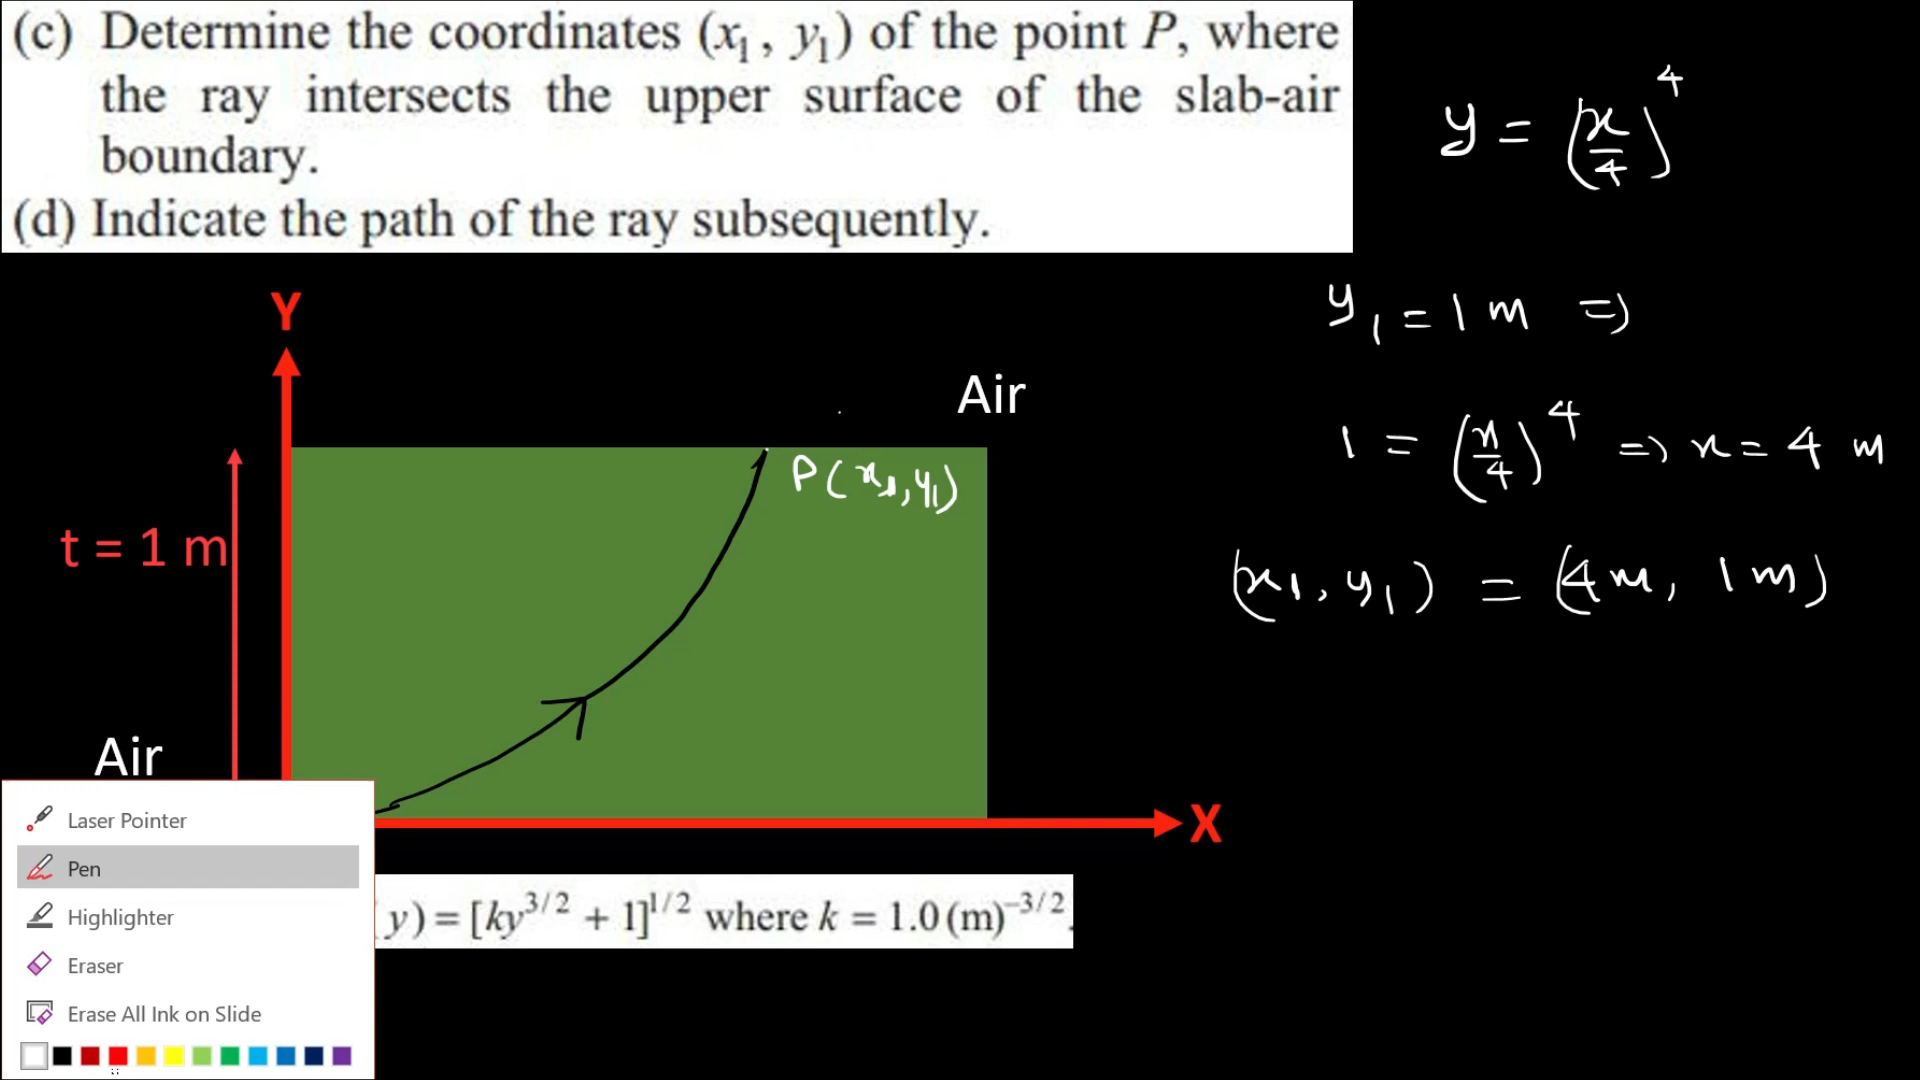 (c) Determine the coordinates (x₁, y₁) of the point P, where
the ray intersects the upper surface of the slab-air
boundary.
(d) Indicate the path of the ray subsequently.
y = (x/4)⁴
y₁ = 1 m ⇒
1 = (x/4)⁴ ⇒ x = 4 m
(x₁, y₁) = (4m, 1m)
Y
Air
P(x₁, y₁)
t = 1 m
Air
X
y) = [ky^{3/2} + 1]^{1/2} where k = 1.0 (m)^{-3/2}.
Laser Pointer
Pen
Highlighter
Eraser
Erase All Ink on Slide